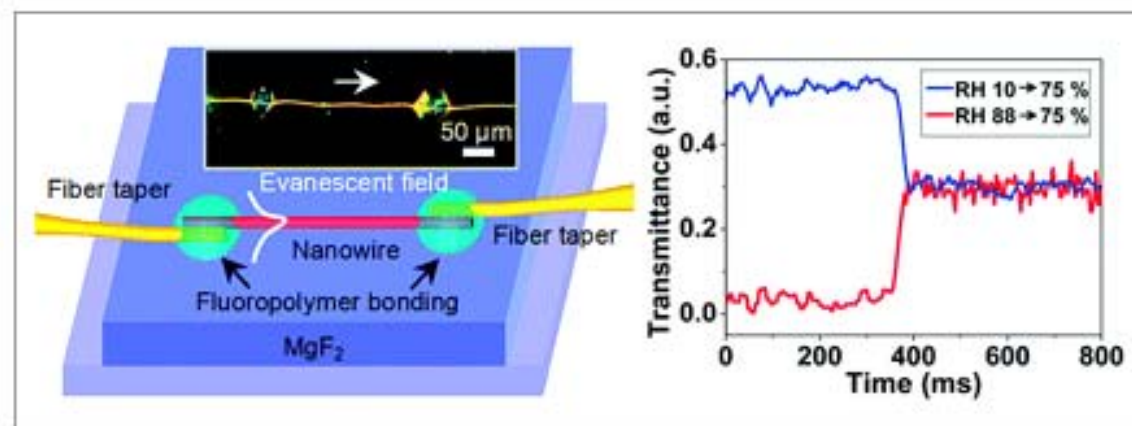 50 µm
Fiber taper
Evanescent field
Fiber taper
Nanowire
Fluoropolymer bonding
MgF₂
0.6
0.4
0.2
0.0
Transmittance (a.u.)
RH 10→75 %
RH 88→75 %
0 200 400 600 800
Time (ms)